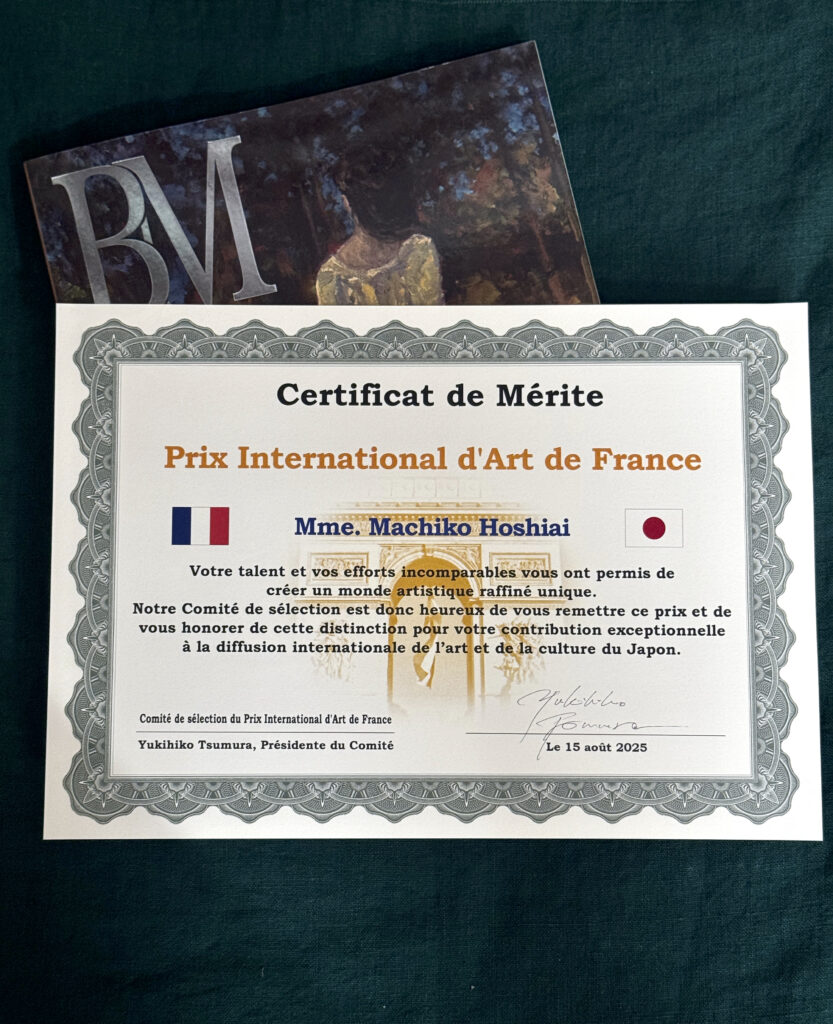 BM
Certificat de Mérite
Prix International d'Art de France
Mme. Machiko Hoshiai
Votre talent et vos efforts incomparables vous ont permis de
créer un monde artistique raffiné unique.
Notre Comité de sélection est donc heureux de vous remettre ce prix et de
vous honorer de cette distinction pour votre contribution exceptionnelle
à la diffusion internationale de l'art et de la culture du Japon.
Yukihiko
Comité de sélection du Prix International d'Art de France
Yukihiko Tsumura, Présidente du Comité
Le 15 août 2025